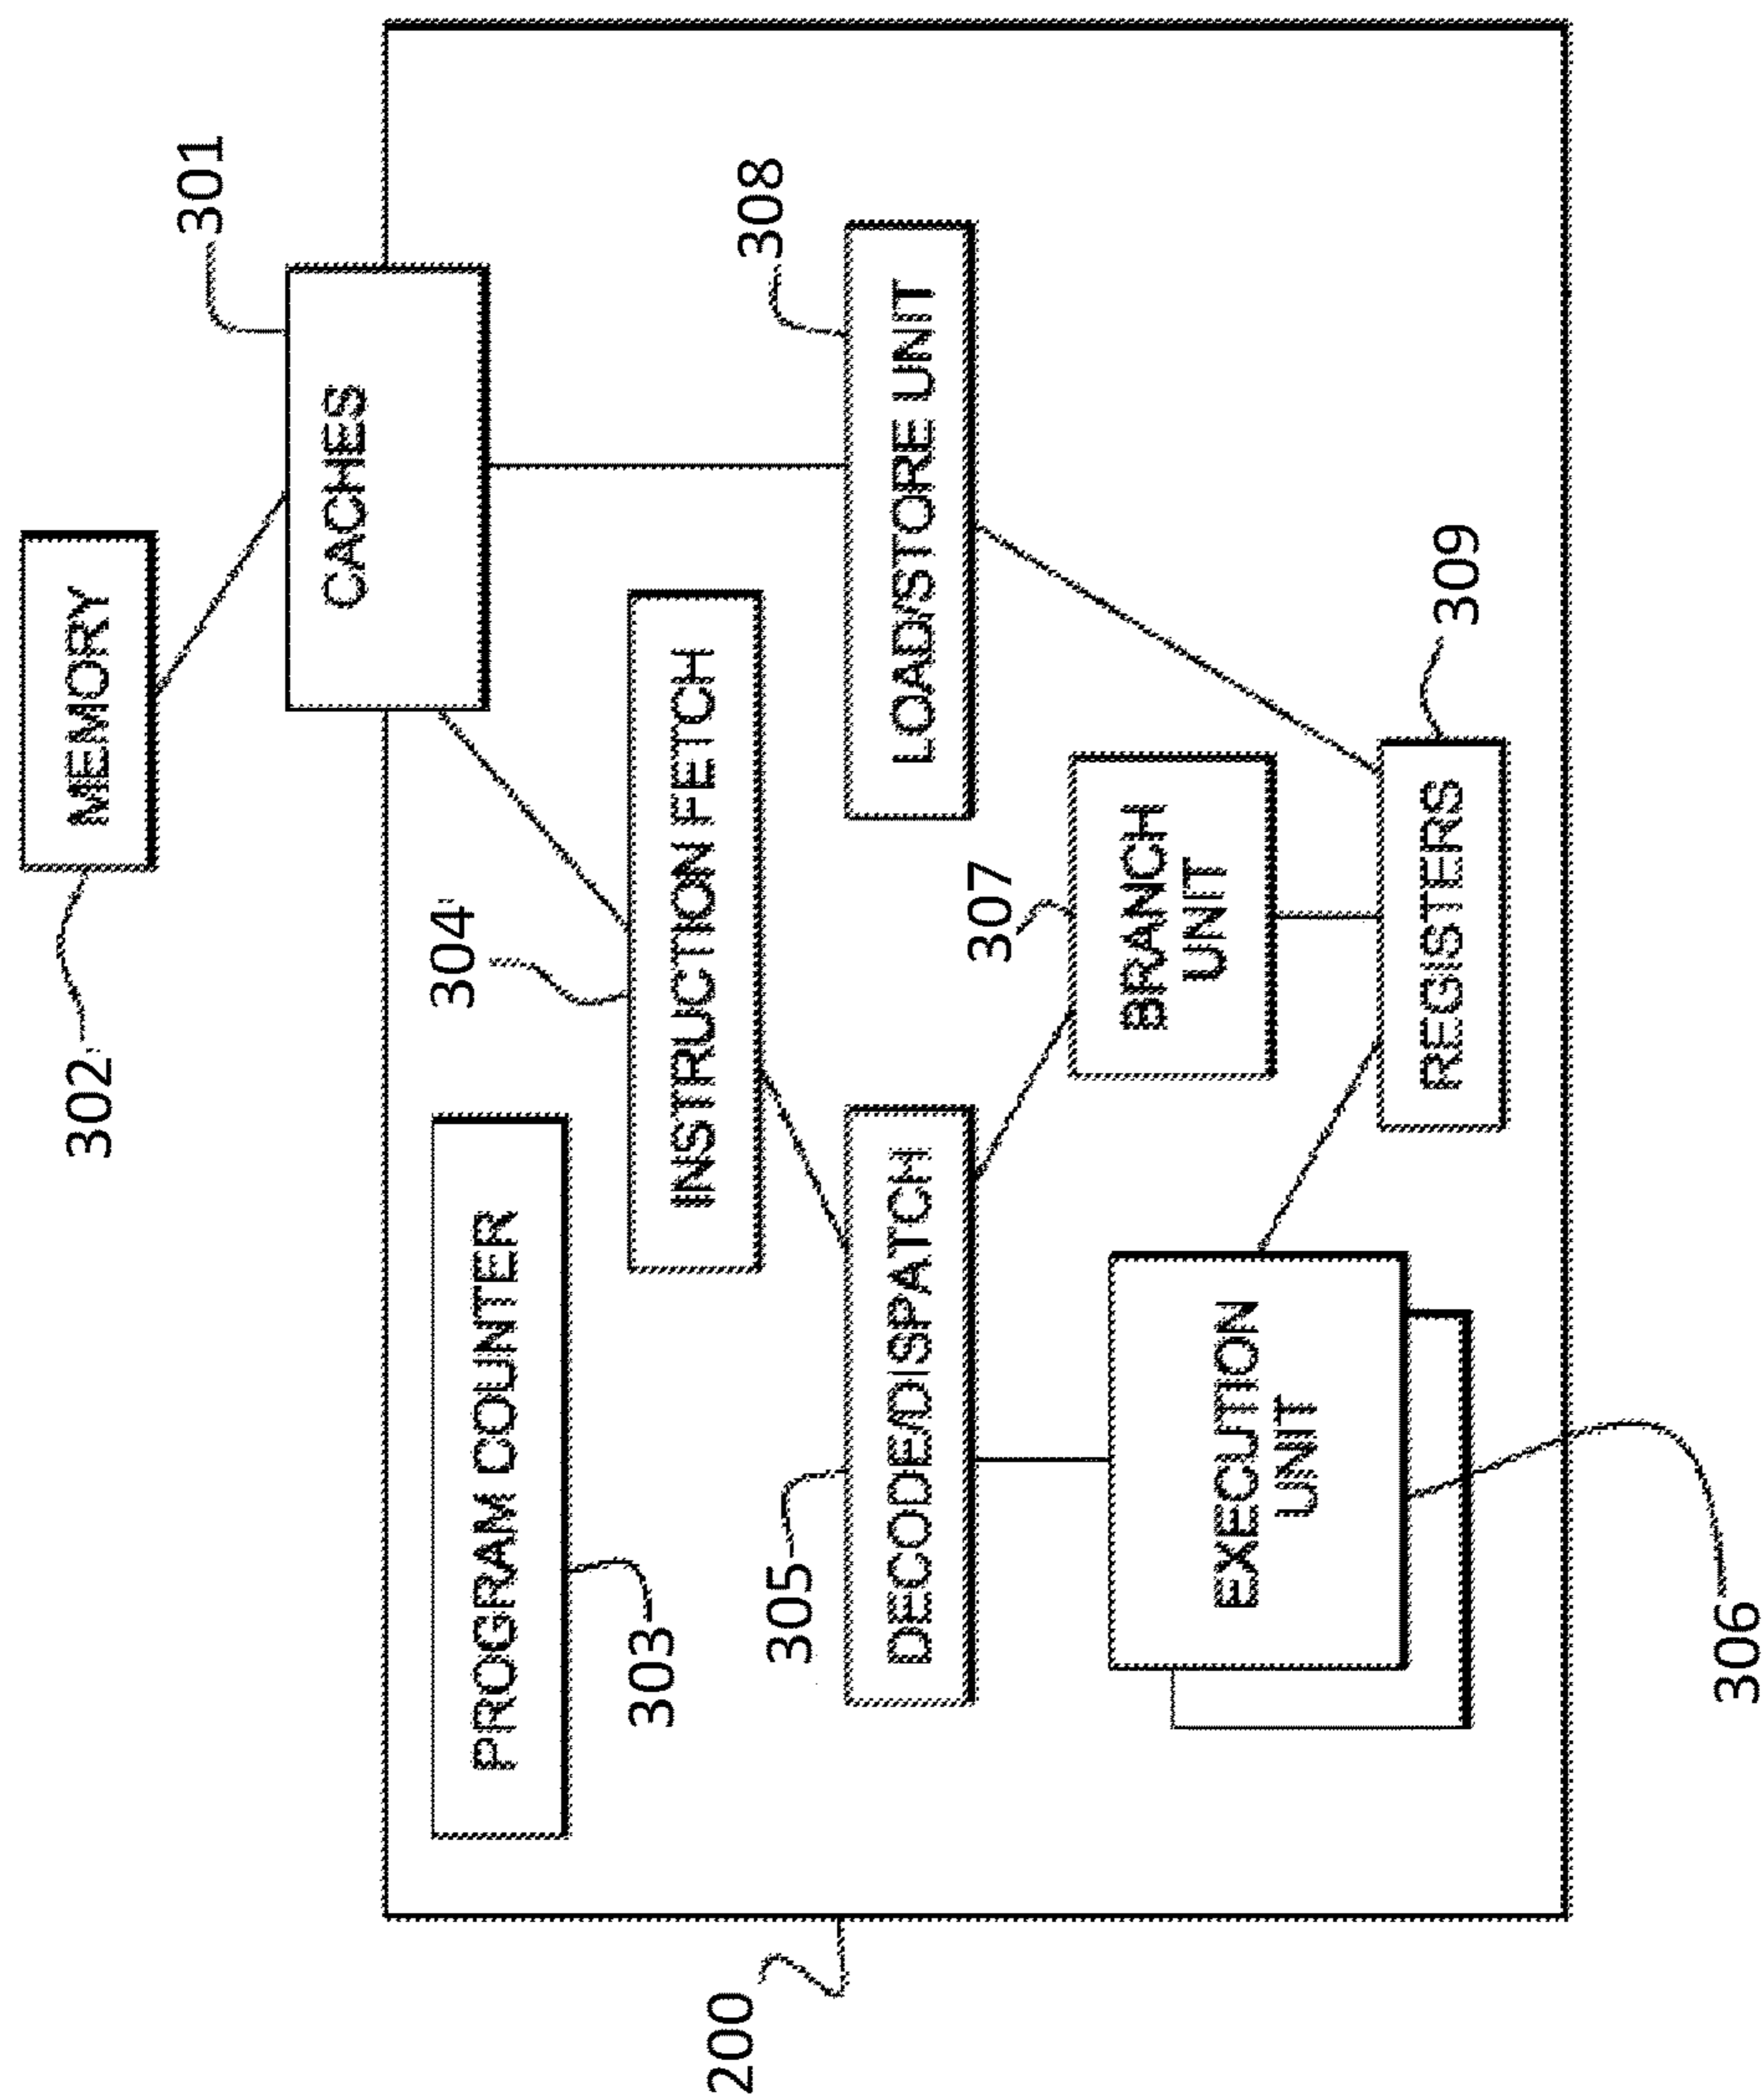 302
MEMORY
301
CACHES
PROGRAM COUNTER
303
304
INSTRUCTION FETCH
308
LOAD/STORE UNIT
200
305
DECODE/DISPATCH
307
BRANCH
UNIT
EXECUTION
UNIT
306
309
REGISTERS